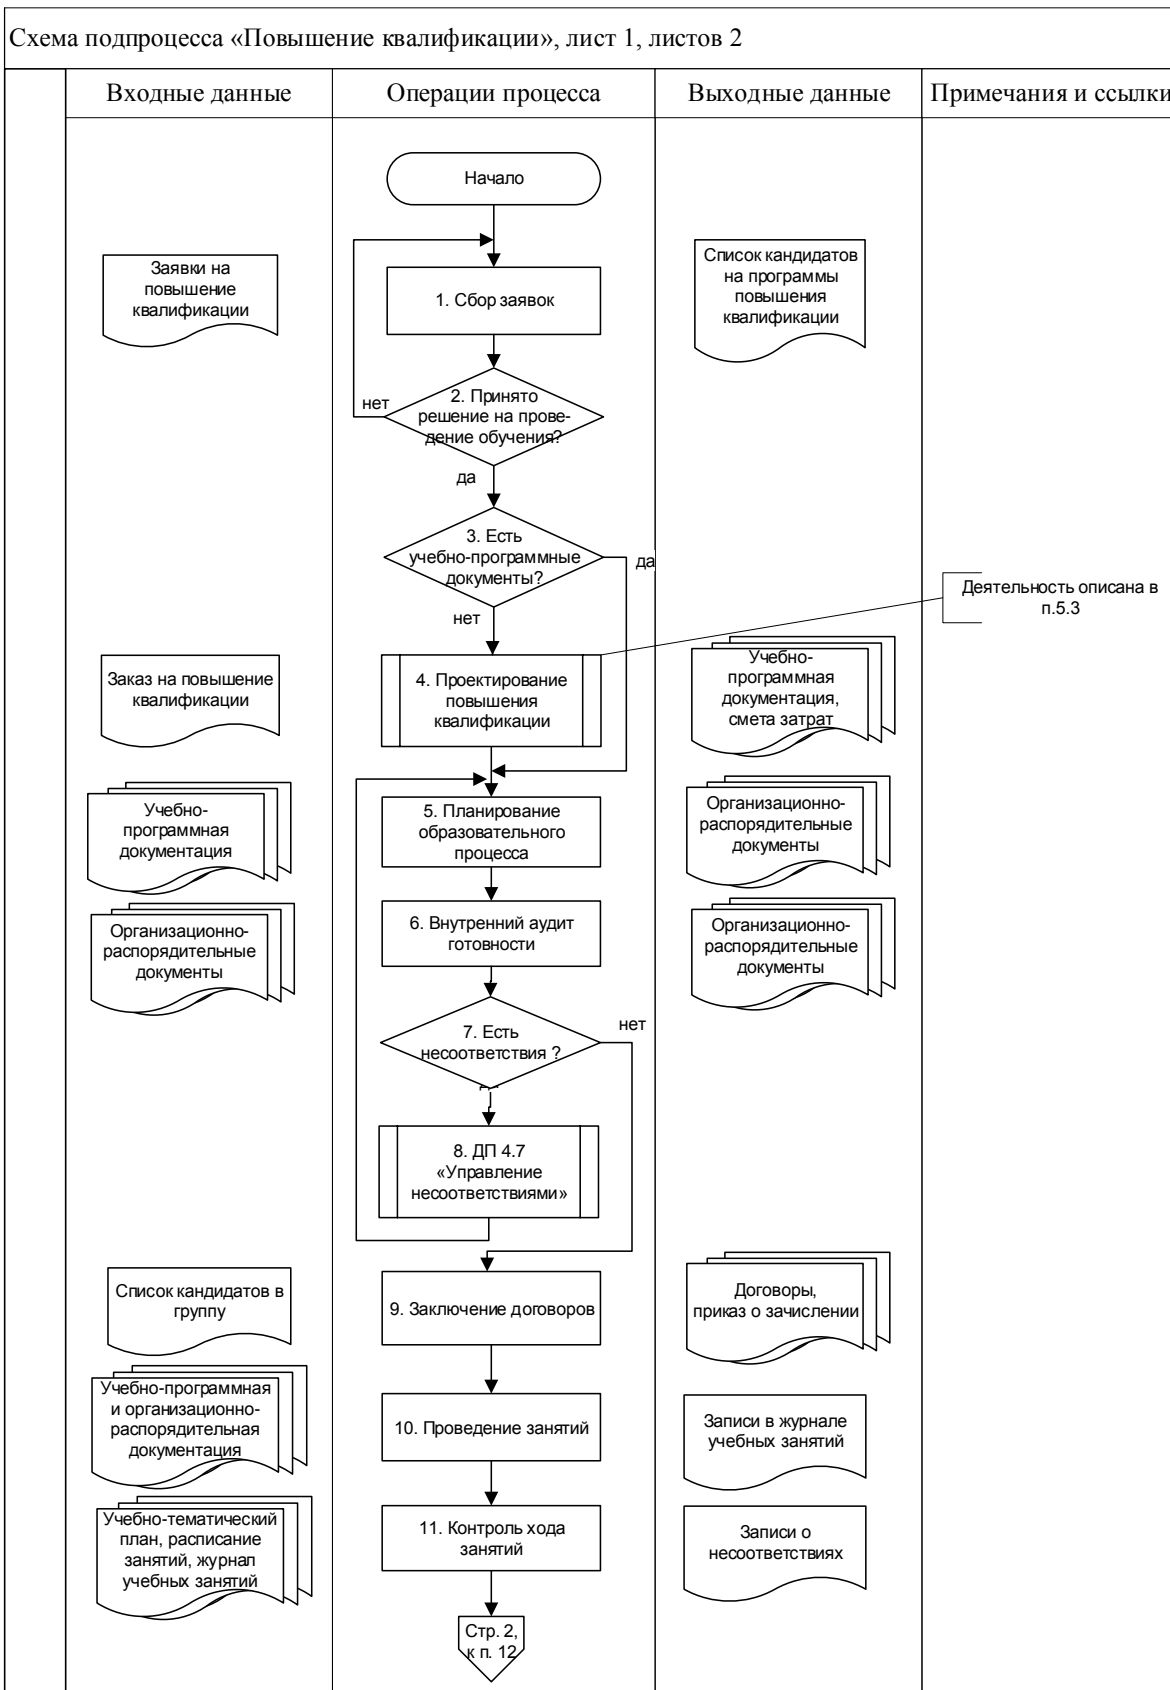 Схема подпроцесса «Повышение квалификации», лист 1, листов 2
Входные данные
Операции процесса
Выходные данные
Примечания и ссылки
Начало
Заявки на
повышение
квалификации
1. Сбор заявок
Список кандидатов
на программы
повышения
квалификации
2. Принято
решение на прове-
дение обучения?
нет
да
3. Есть
учебно-программные
документы?
да
нет
Деятельность описана в
п.5.3
Заказ на повышение
квалификации
4. Проектирование
повышения
квалификации
Учебно-
программная
документация,
смета затрат
Учебно-
программная
документация
5. Планирование
образовательного
процесса
Организационно-
распорядительные
документы
Организационно-
распорядительные
документы
6. Внутренний аудит
готовности
Организационно-
распорядительные
документы
7. Есть
несоответствия ?
нет
8. ДП 4.7
«Управление
несоответствиями»
Список кандидатов в
группу
9. Заключение договоров
Договоры,
приказ о зачислении
Учебно-программная
и организационно-
распорядительная
документация
10. Проведение занятий
Записи в журнале
учебных занятий
Учебно-тематический
план, расписание
занятий, журнал
учебных занятий
11. Контроль хода
занятий
Записи о
несоответствиях
Стр. 2,
к п. 12